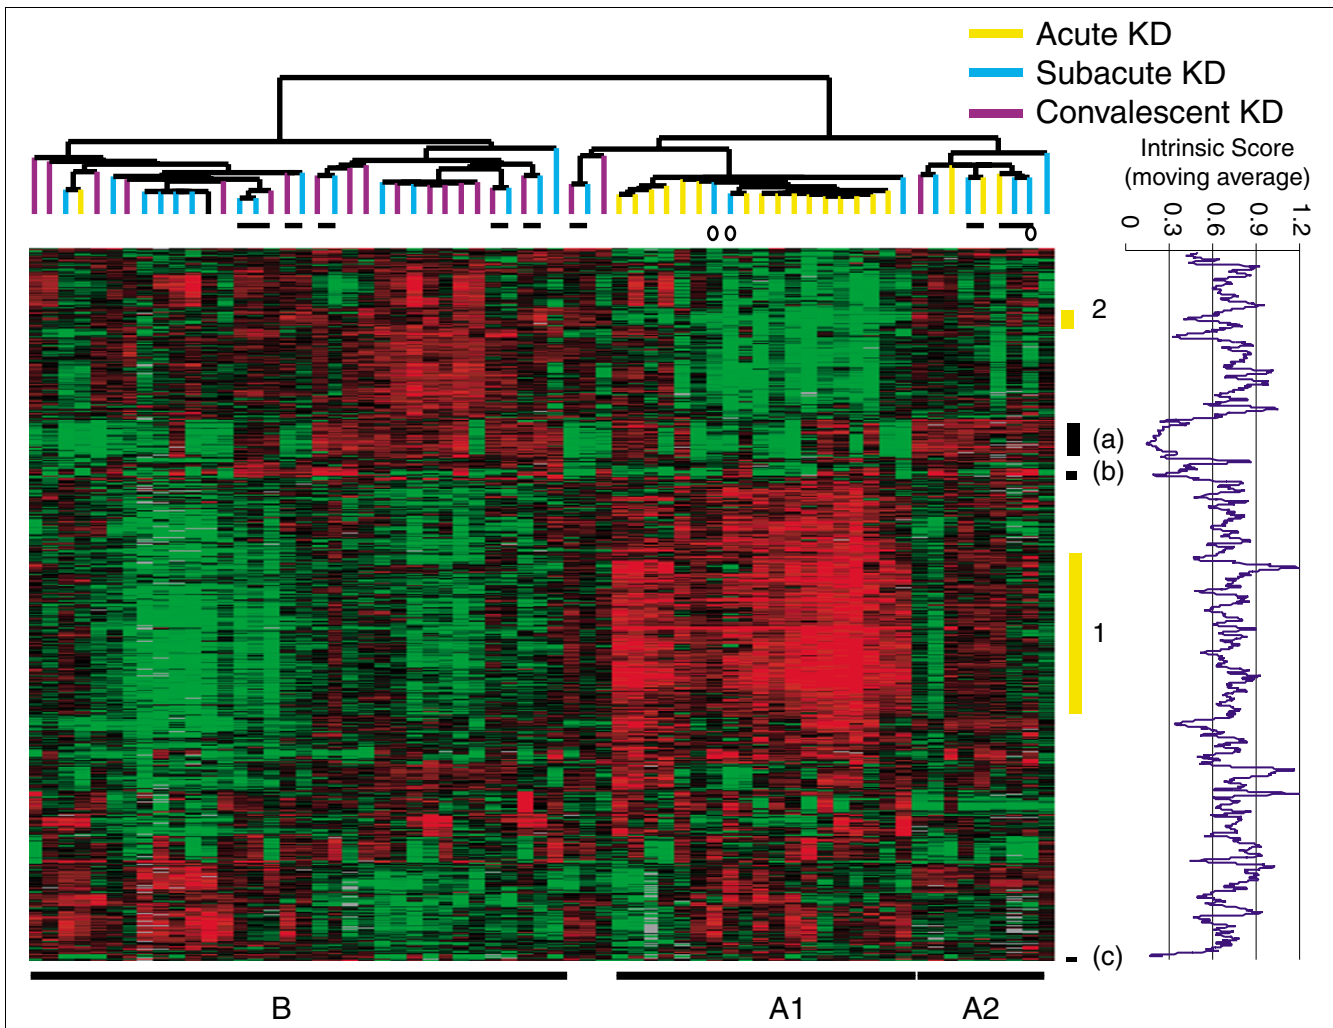 Acute KD
Subacute KD
Convalescent KD
Intrinsic Score
(moving average)
0 0.3 0.6 0.9 1.2
2
(a)
(b)
1
(c)
B A1 A2